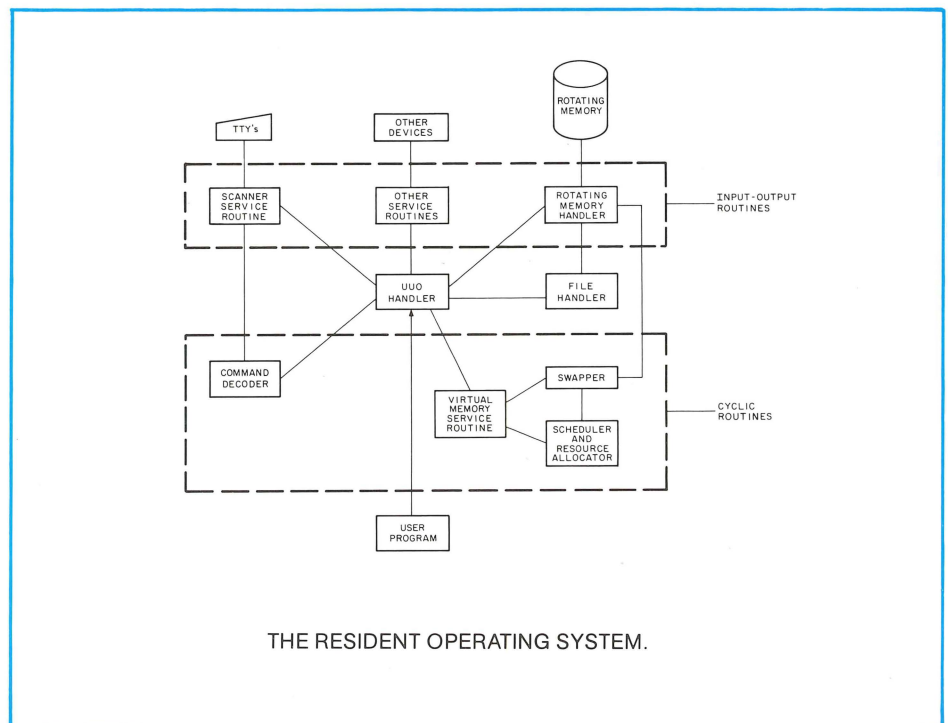 ROTATING
MEMORY
TTY's
OTHER
DEVICES
SCANNER
SERVICE
ROUTINE
OTHER
SERVICE
ROUTINES
ROTATING
MEMORY
HANDLER
INPUT-OUTPUT
ROUTINES
UUO
HANDLER
FILE
HANDLER
COMMAND
DECODER
VIRTUAL
MEMORY
SERVICE
ROUTINE
SWAPPER
SCHEDULER
AND
RESOURCE
ALLOCATOR
CYCLIC
ROUTINES
USER
PROGRAM
THE RESIDENT OPERATING SYSTEM.